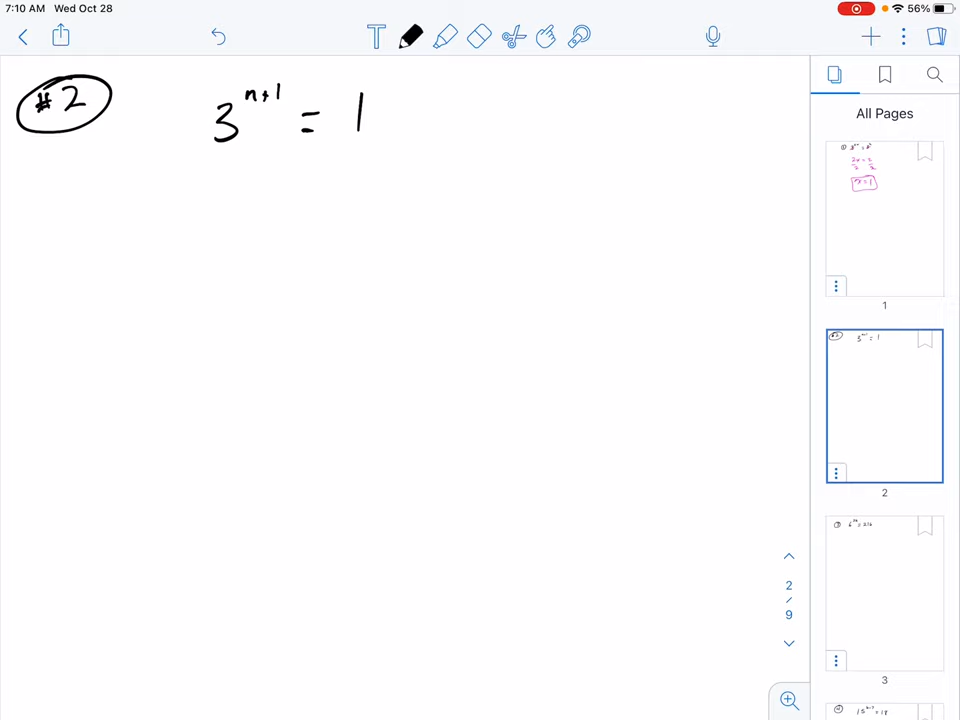 7:10 AM Wed Oct 28
56%
T
#2
3^{n+1} = 1
All Pages
1
2
3
2
/
9